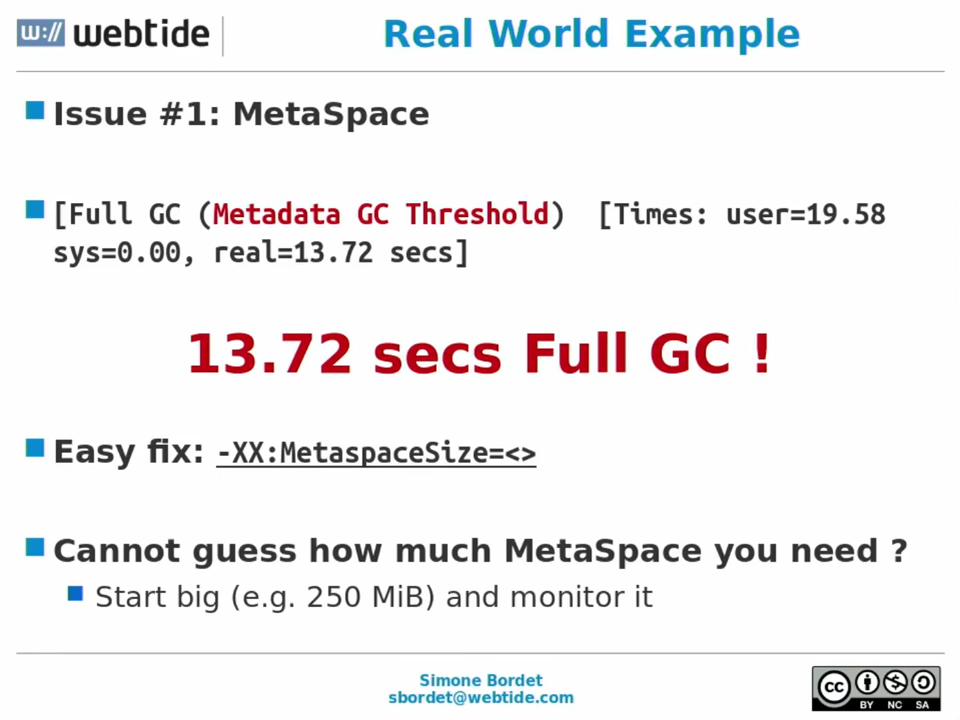 w:// webtide
Real World Example
Issue #1: MetaSpace
[Full GC (Metadata GC Threshold) [Times: user=19.58
sys=0.00, real=13.72 secs]
13.72 secs Full GC !
Easy fix: -XX:MetaspaceSize=<>
Cannot guess how much MetaSpace you need ?
Start big (e.g. 250 MiB) and monitor it
Simone Bordet
sbordet@webtide.com
cc
BY NC SA